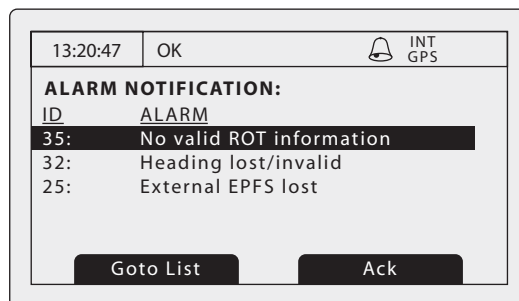 13:20:47 OK INT
GPS
ALARM NOTIFICATION:
ID ALARM
35: No valid ROT information
32: Heading lost/invalid
25: External EPFS lost
Goto List Ack